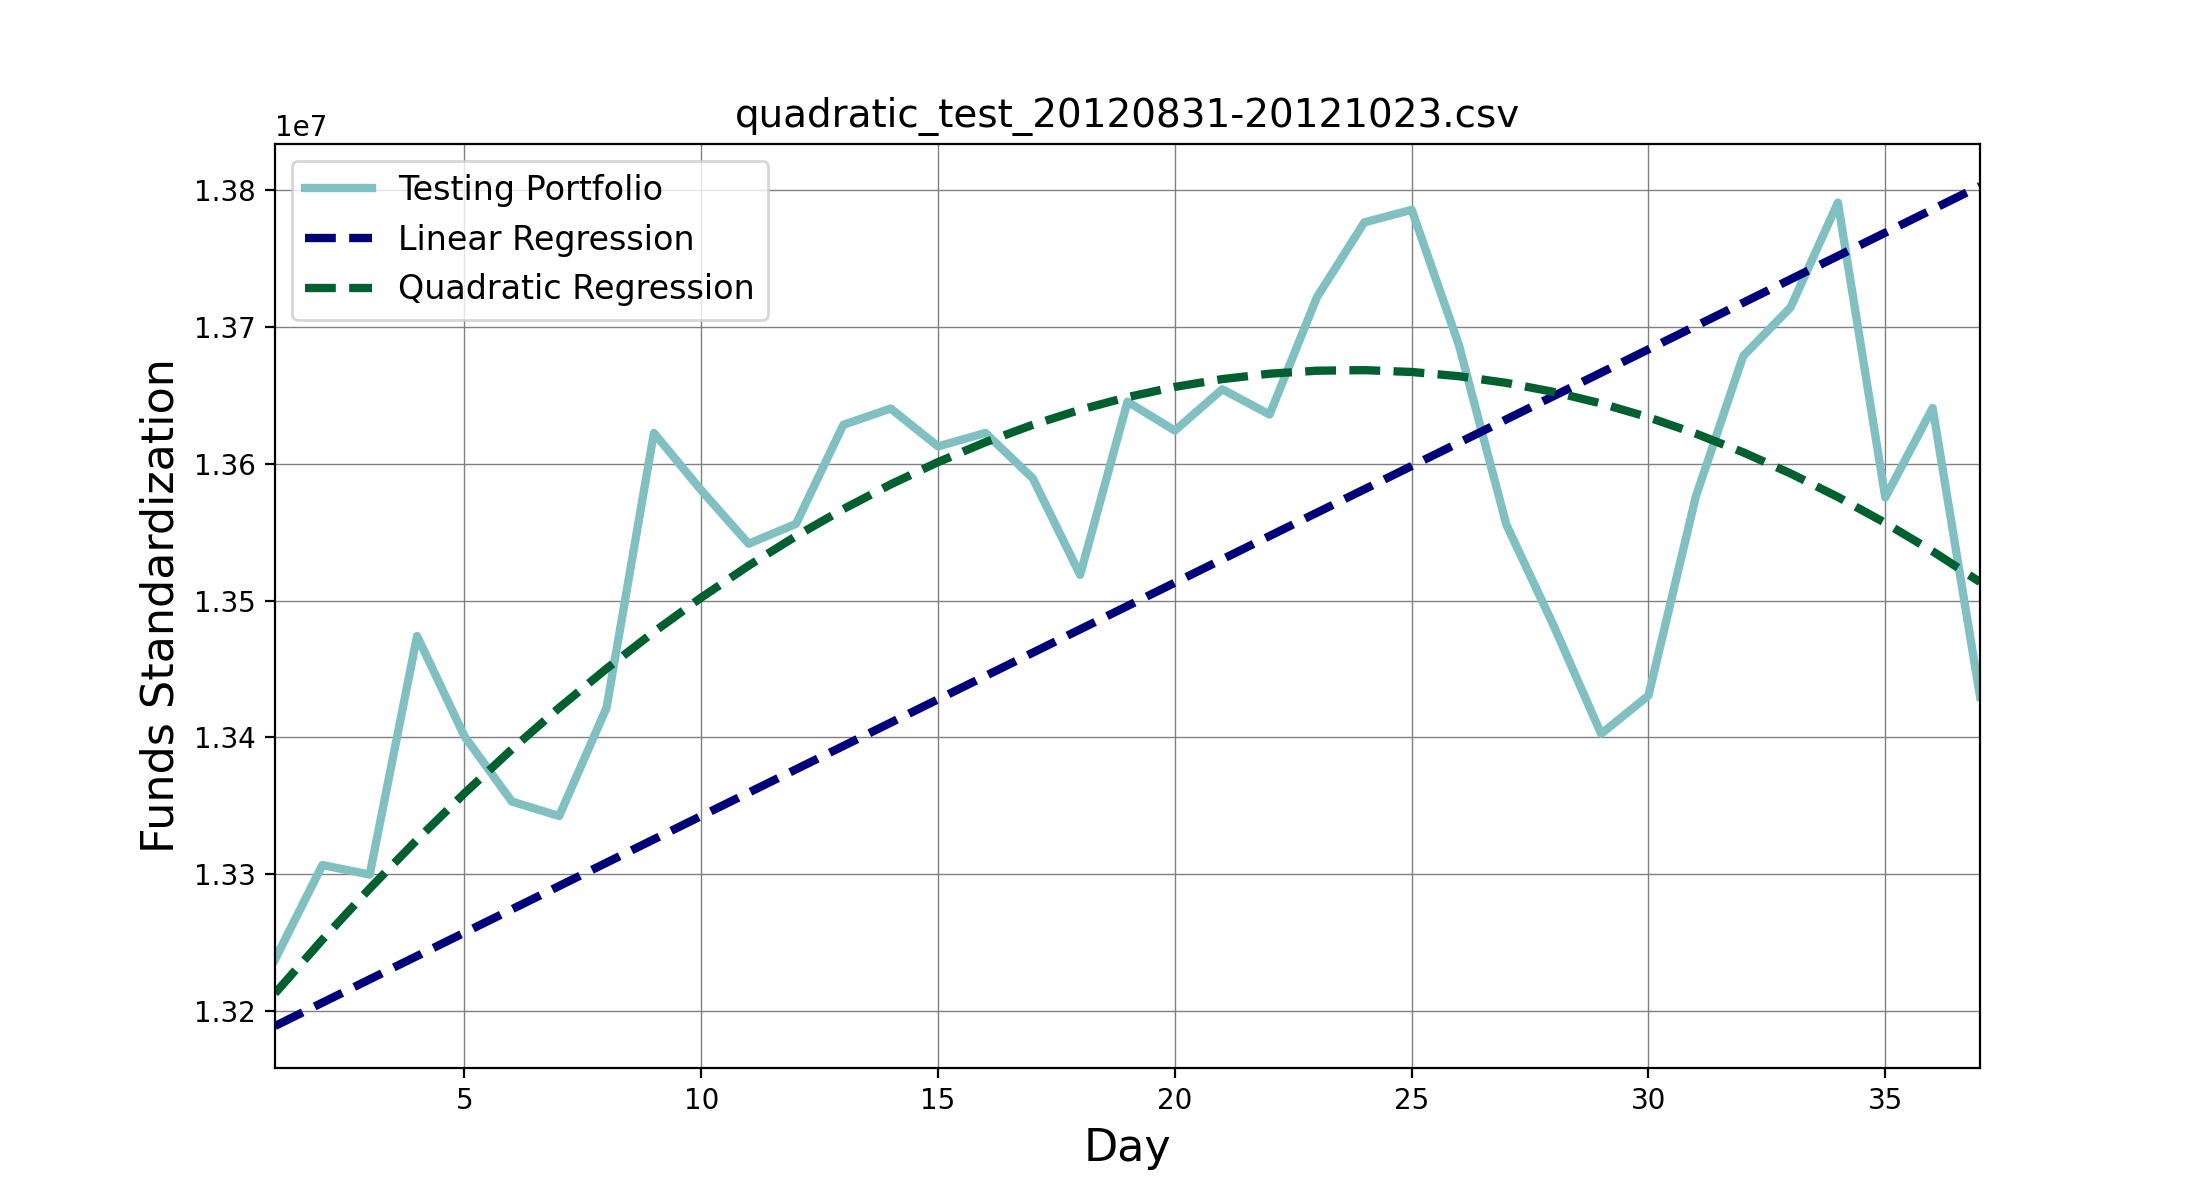 quadratic_test_20120831-20121023.csv
1e7
Testing Portfolio
Linear Regression
Quadratic Regression
1.38
1.37
1.36
1.35
1.34
1.33
1.32
Funds Standardization
5 10 15 20 25 30 35
Day